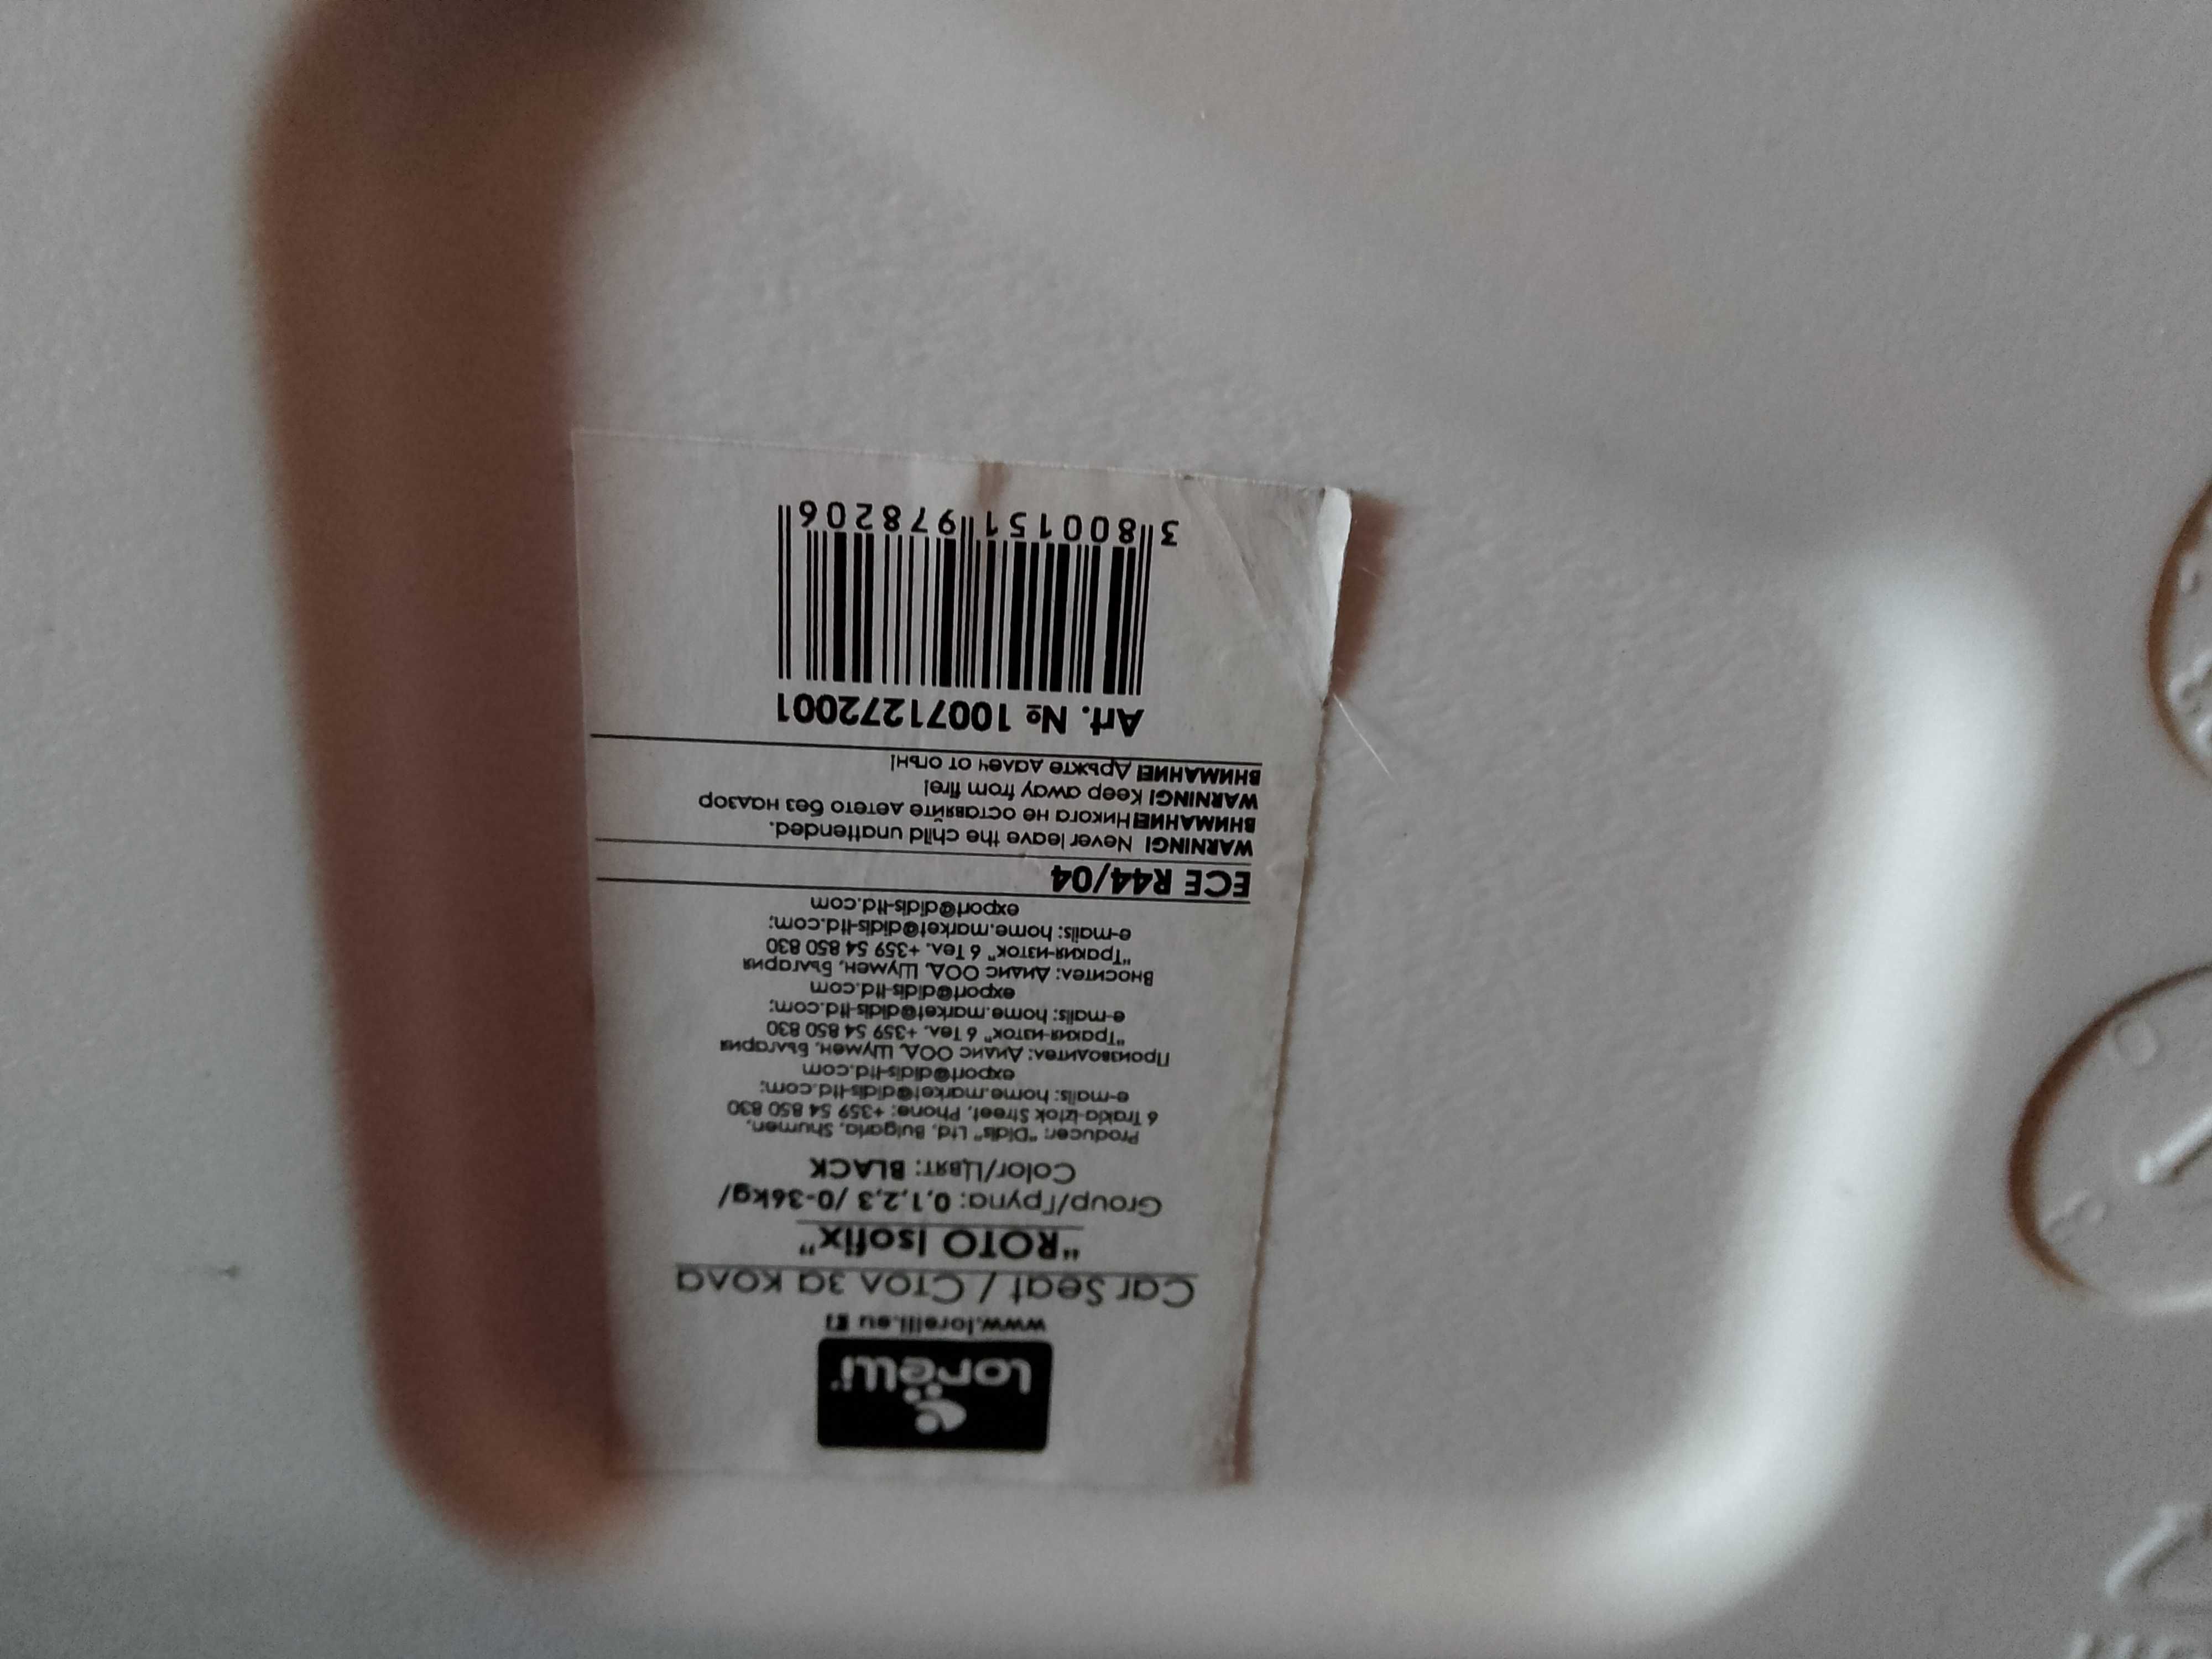 lorelli
www.lorelli.eu
Car Seat / Стол за кола
"ROTO Isofix"
Group/Група: 0,1,2,3 /0-36kg/
Color/Цвят: BLACK
Producer: "Didis" Ltd, Bulgaria, Shumen,
6 Trakia-Iztok Street, Phone: +359 54 850 830
e-mails: home.market@didis-ltd.com;
export@didis-ltd.com
Производител: Дидис ООД, Шумен, България
"Тракия-изток" 6 Тел. +359 54 850 830
e-mails: home.market@didis-ltd.com;
export@didis-ltd.com
Вносител: Дидис ООД, Шумен, България
"Тракия-изток" 6 Тел. +359 54 850 830
e-mails: home.market@didis-ltd.com;
export@didis-ltd.com
ECE R44/04
WARNING! Never leave the child unattended.
ВНИМАНИЕ! Никога не оставяйте детето без надзор
WARNING! Keep away from fire!
ВНИМАНИЕ! Дръжте далеч от огън!
Art. № 10071272001
3 800151 978206